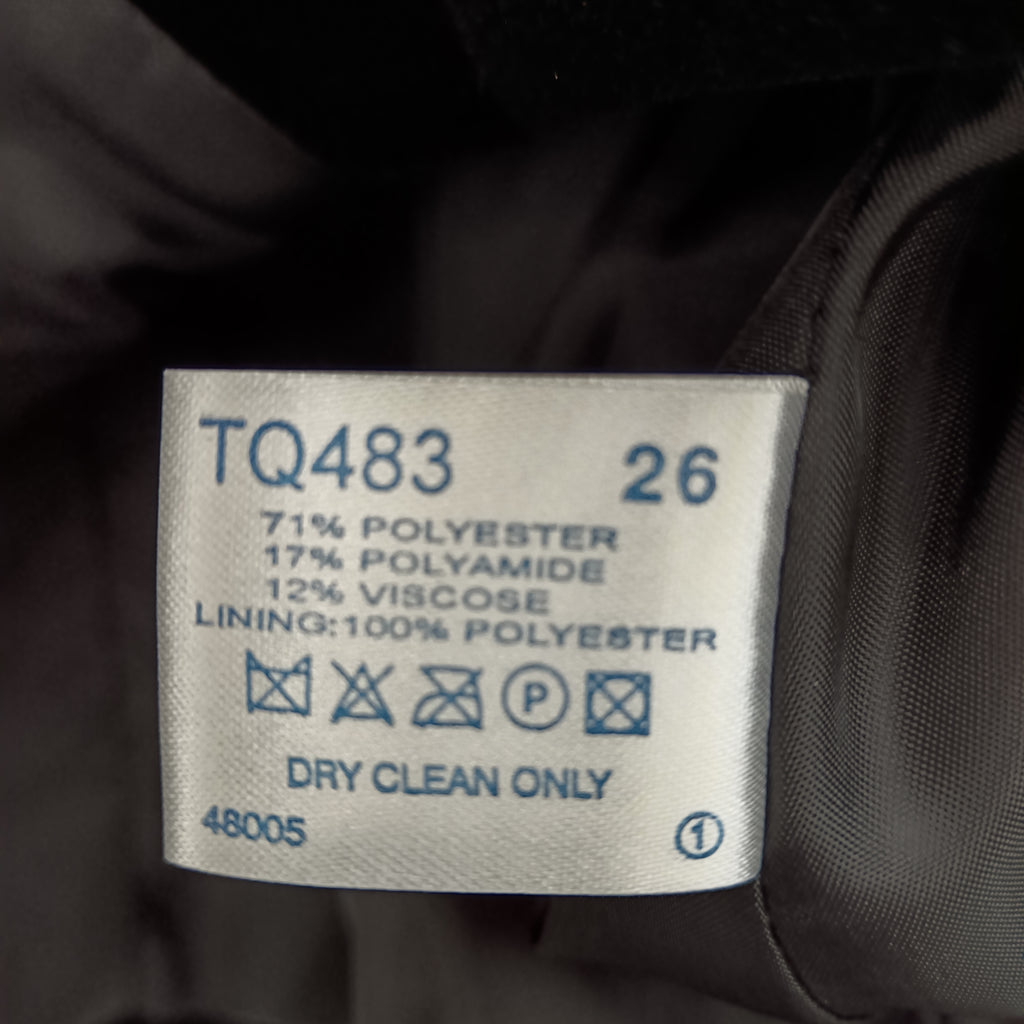 TQ483 26
71% POLYESTER
17% POLYAMIDE
12% VISCOSE
LINING:100% POLYESTER
P
DRY CLEAN ONLY
48005 1